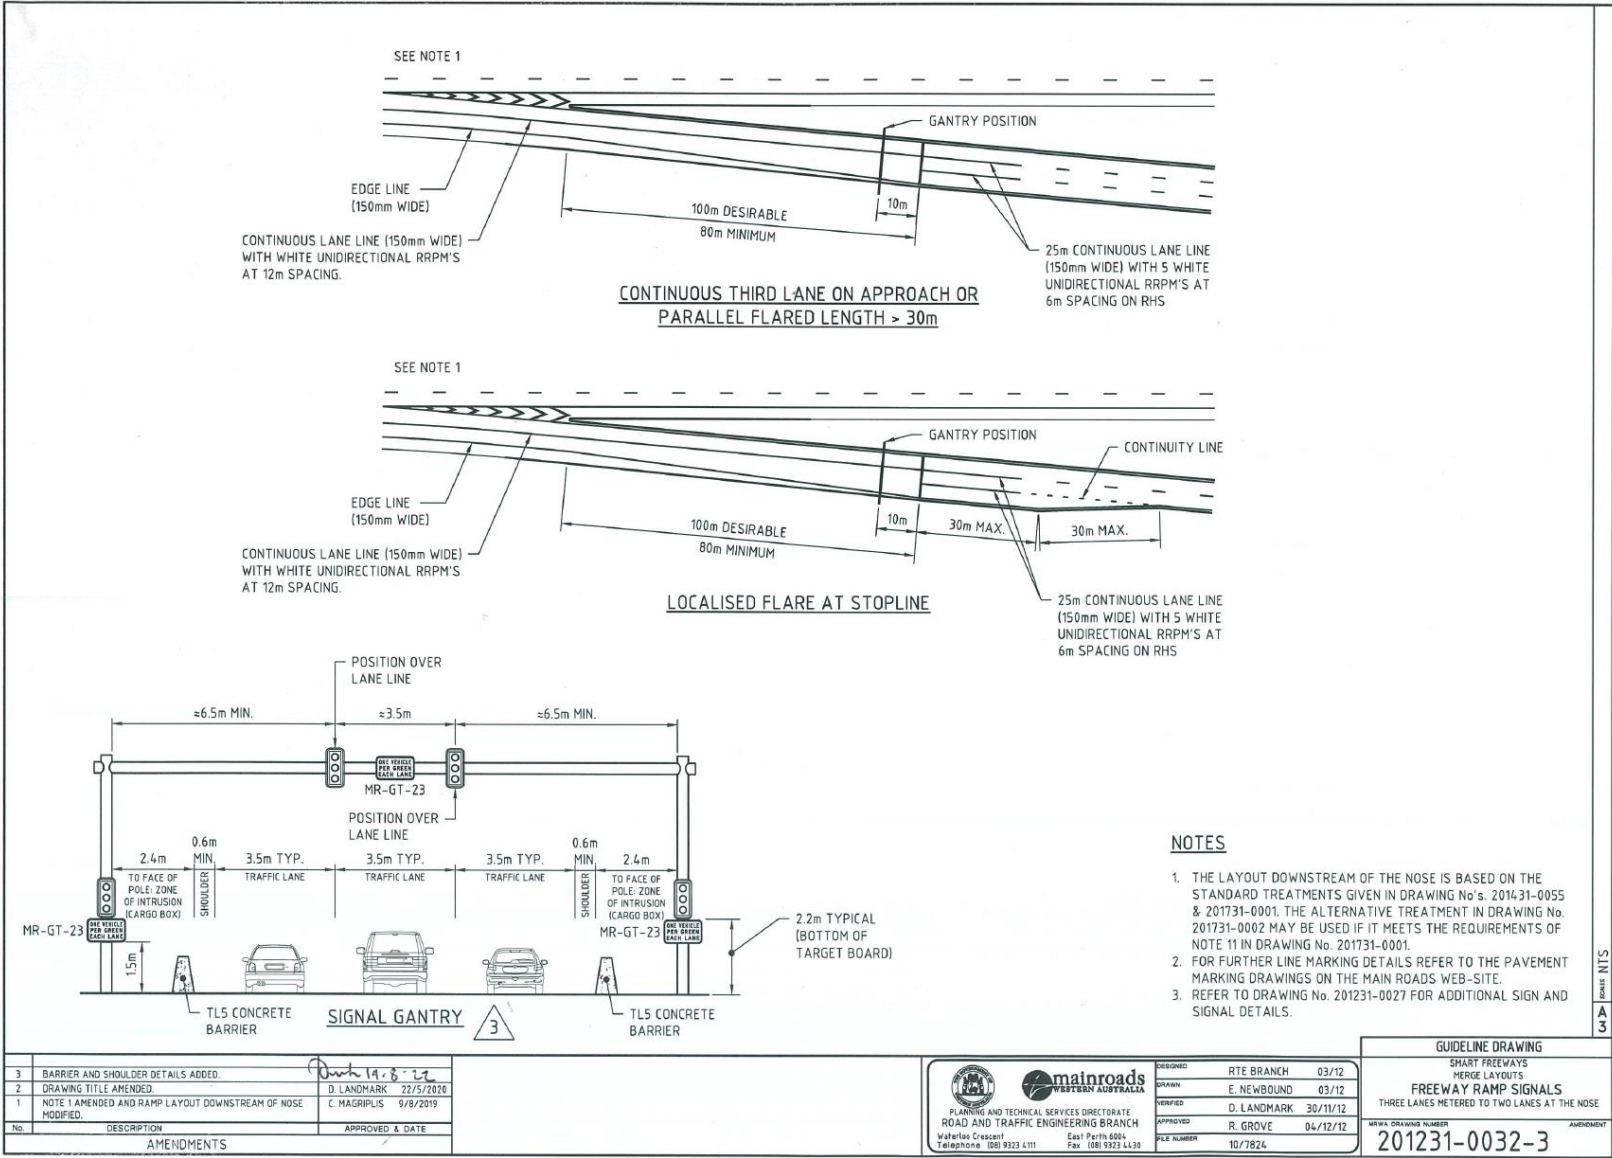 SEE NOTE 1
GANTRY POSITION
EDGE LINE
(150mm WIDE)
CONTINUOUS LANE LINE (150mm WIDE)
WITH WHITE UNIDIRECTIONAL RRPM'S
AT 12m SPACING.
100m DESIRABLE
80m MINIMUM
10m
25m CONTINUOUS LANE LINE
(150mm WIDE) WITH 5 WHITE
UNIDIRECTIONAL RRPM'S AT
6m SPACING ON RHS
CONTINUOUS THIRD LANE ON APPROACH OR
PARALLEL FLARED LENGTH > 30m
SEE NOTE 1
GANTRY POSITION
CONTINUITY LINE
EDGE LINE
(150mm WIDE)
CONTINUOUS LANE LINE (150mm WIDE)
WITH WHITE UNIDIRECTIONAL RRPM'S
AT 12m SPACING.
100m DESIRABLE
80m MINIMUM
10m
30m MAX.
30m MAX.
25m CONTINUOUS LANE LINE
(150mm WIDE) WITH 5 WHITE
UNIDIRECTIONAL RRPM'S AT
6m SPACING ON RHS
LOCALISED FLARE AT STOPLINE
POSITION OVER
LANE LINE
≈6.5m MIN.
≈3.5m
≈6.5m MIN.
ONE VEHICLE
PER GREEN
EACH LANE
MR-GT-23
POSITION OVER
LANE LINE
2.4m
TO FACE OF
POLE: ZONE
OF INTRUSION
(CARGO BOX)
0.6m
MIN.
SHOULDER
3.5m TYP.
TRAFFIC LANE
3.5m TYP.
TRAFFIC LANE
3.5m TYP.
TRAFFIC LANE
0.6m
MIN.
SHOULDER
2.4m
TO FACE OF
POLE: ZONE
OF INTRUSION
(CARGO BOX)
MR-GT-23
ONE VEHICLE
PER GREEN
EACH LANE
MR-GT-23
ONE VEHICLE
PER GREEN
EACH LANE
2.2m TYPICAL
(BOTTOM OF
TARGET BOARD)
1.5m
TL5 CONCRETE
BARRIER
SIGNAL GANTRY
3
TL5 CONCRETE
BARRIER
NOTES
1. THE LAYOUT DOWNSTREAM OF THE NOSE IS BASED ON THE
STANDARD TREATMENTS GIVEN IN DRAWING No's. 201431-0055
& 201731-0001. THE ALTERNATIVE TREATMENT IN DRAWING No.
201731-0002 MAY BE USED IF IT MEETS THE REQUIREMENTS OF
NOTE 11 IN DRAWING No. 201731-0001.
2. FOR FURTHER LINE MARKING DETAILS REFER TO THE PAVEMENT
MARKING DRAWINGS ON THE MAIN ROADS WEB-SITE.
3. REFER TO DRAWING No. 201231-0027 FOR ADDITIONAL SIGN AND
SIGNAL DETAILS.
SCALES NTS
A3
3 BARRIER AND SHOULDER DETAILS ADDED. 19.8.22
2 DRAWING TITLE AMENDED. D. LANDMARK 22/5/2020
1 NOTE 1 AMENDED AND RAMP LAYOUT DOWNSTREAM OF NOSE
MODIFIED. C. MAGRIPLIS 9/8/2019
No. DESCRIPTION APPROVED & DATE
AMENDMENTS
mainroads
WESTERN AUSTRALIA
PLANNING AND TECHNICAL SERVICES DIRECTORATE
ROAD AND TRAFFIC ENGINEERING BRANCH
Waterloo Crescent East Perth 6004
Telephone (08) 9323 4111 Fax (08) 9323 4430
DESIGNED RTE BRANCH 03/12
DRAWN E. NEWBOUND 03/12
VERIFIED D. LANDMARK 30/11/12
APPROVED R. GROVE 04/12/12
FILE NUMBER 10/7824
GUIDELINE DRAWING
SMART FREEWAYS
MERGE LAYOUTS
FREEWAY RAMP SIGNALS
THREE LANES METERED TO TWO LANES AT THE NOSE
MRWA DRAWING NUMBER AMENDMENT
201231-0032-3